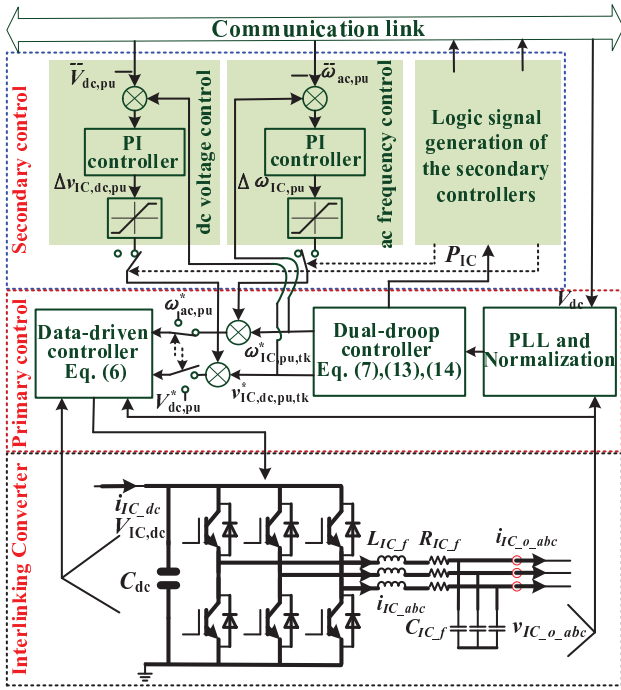 Communication link
Secondary control
V̿dc,pu
PI
controller
ΔvIC,dc,pu
dc voltage control
ω̿ac,pu
PI
controller
Δ ωIC,pu
ac frequency control
Logic signal
generation of
the secondary
controllers
PIC
Vdc
Primary control
Data-driven
controller
Eq. (6)
ω*ac,pu
ω*IC,pu,tk
V*dc,pu
v*IC,dc,pu,tk
Dual-droop
controller
Eq. (7),(13),(14)
PLL and
Normalization
Interlinking Converter
iIC_dc
VIC,dc
Cdc
LIC_f
RIC_f
iIC_o_abc
iIC_abc
CIC_f
vIC_o_abc